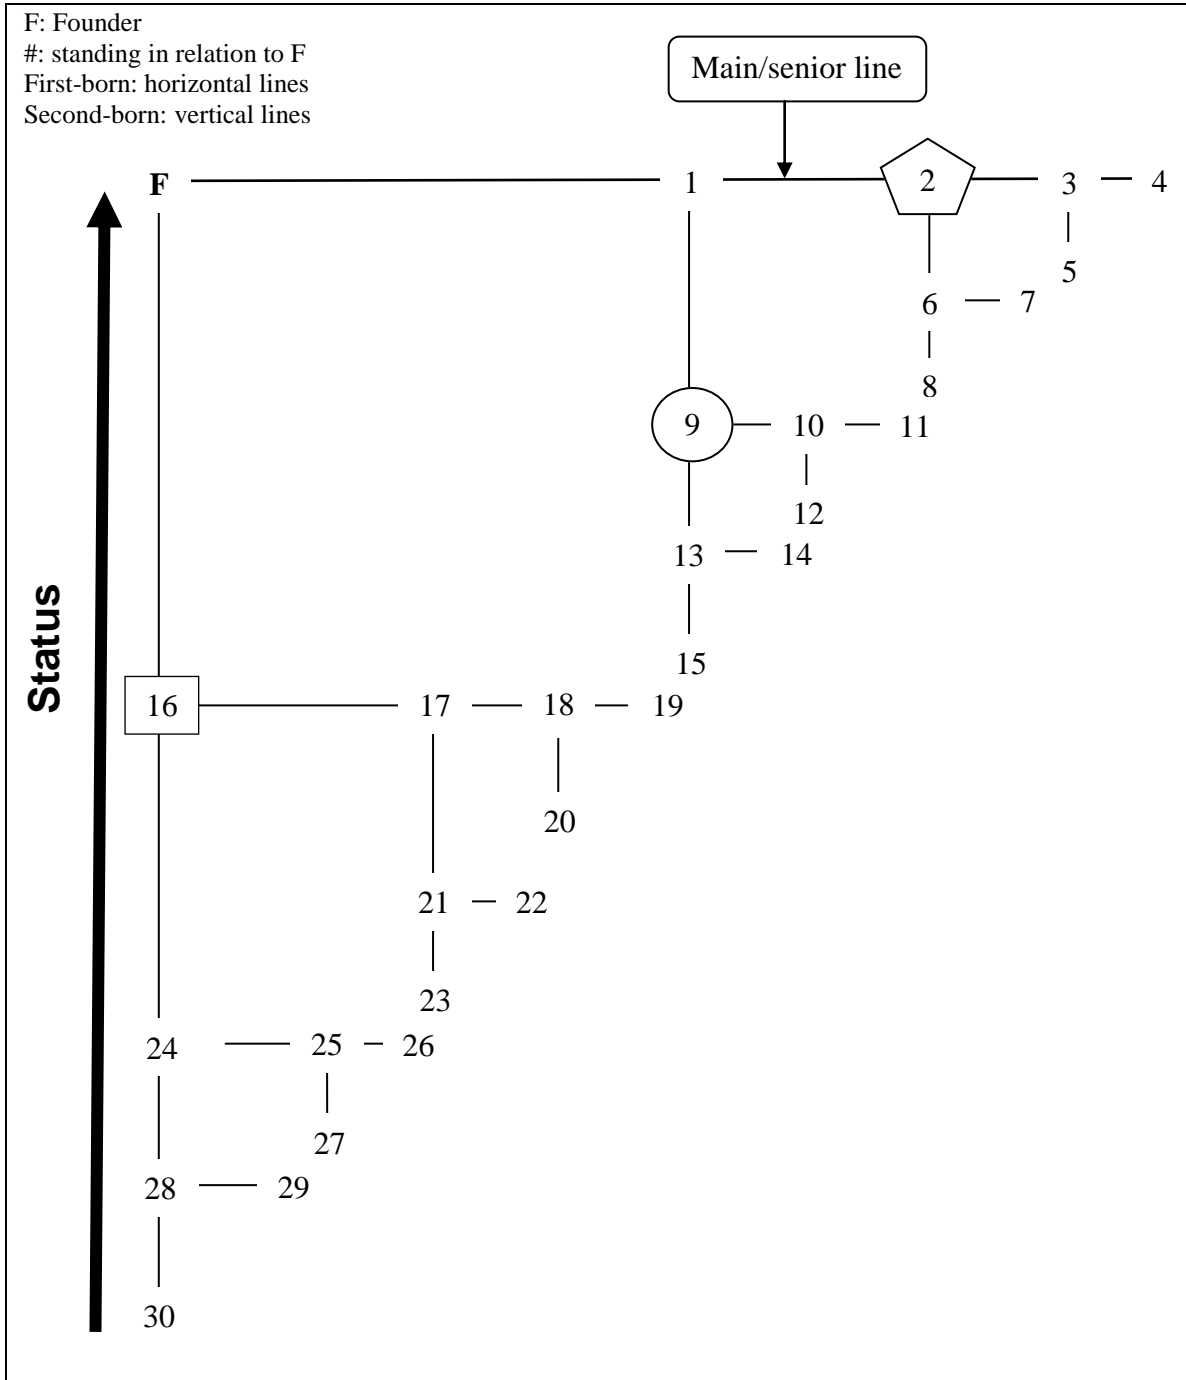 F: Founder
#: standing in relation to F
First-born: horizontal lines
Second-born: vertical lines
Main/senior line
F 1 2 3 4
5
6 7
8
9 10 11
12
13 14
15
Status
16 17 18 19
20
21 22
23
24 25 26
27
28 29
30